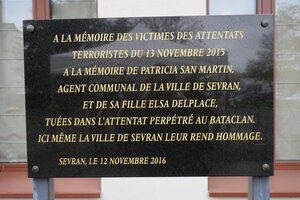 A LA MÉMOIRE DES VICTIMES DES ATTENTATS
TERRORISTES DU 13 NOVEMBRE 2015
A LA MÉMOIRE DE PATRICIA SAN MARTIN,
AGENT COMMUNAL DE LA VILLE DE SEVRAN,
ET DE SA FILLE ELSA DELPLACE,
TUÉES DANS L'ATTENTAT PERPÉTRÉ AU BATACLAN.
ICI MÊME LA VILLE DE SEVRAN LEUR REND HOMMAGE.
SEVRAN, LE 12 NOVEMBRE 2016